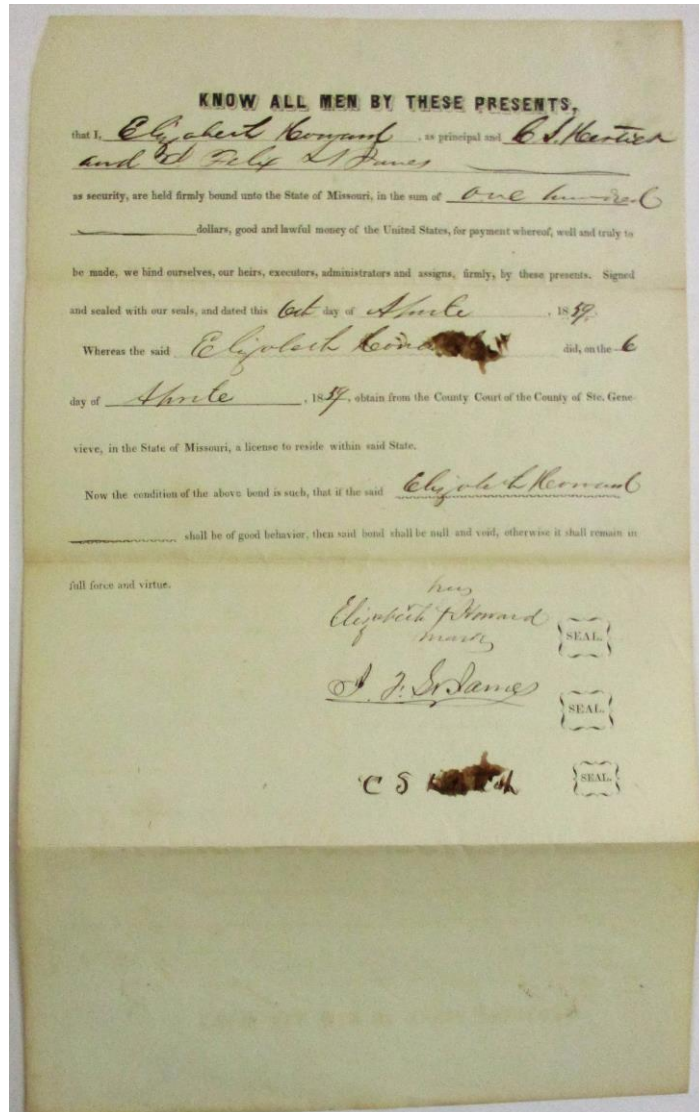 KNOW ALL MEN BY THESE PRESENTS,
that I, Elizabert Howard, as principal and C. S. Hertich
and Felix St James
as security, are held firmly bound unto the State of Missouri, in the sum of one hundred
dollars, good and lawful money of the United States, for payment whereof, well and truly to
be made, we bind ourselves, our heirs, executors, administrators and assigns, firmly, by these presents. Signed
and sealed with our seals, and dated this 6th day of Aprile, 1859.
Whereas the said Elizabeth did, on the 6
day of Aprile, 1859, obtain from the County Court of the County of Ste. Gene-
vieve, in the State of Missouri, a license to reside within said State.
Now the condition of the above bond is such, that if the said Elizabeth Howard
shall be of good behavior, then said bond shall be null and void, otherwise it shall remain in
full force and virtue.
her
Elizabeth + Howard SEAL.
mark
J. F. St James SEAL.
C S SEAL.